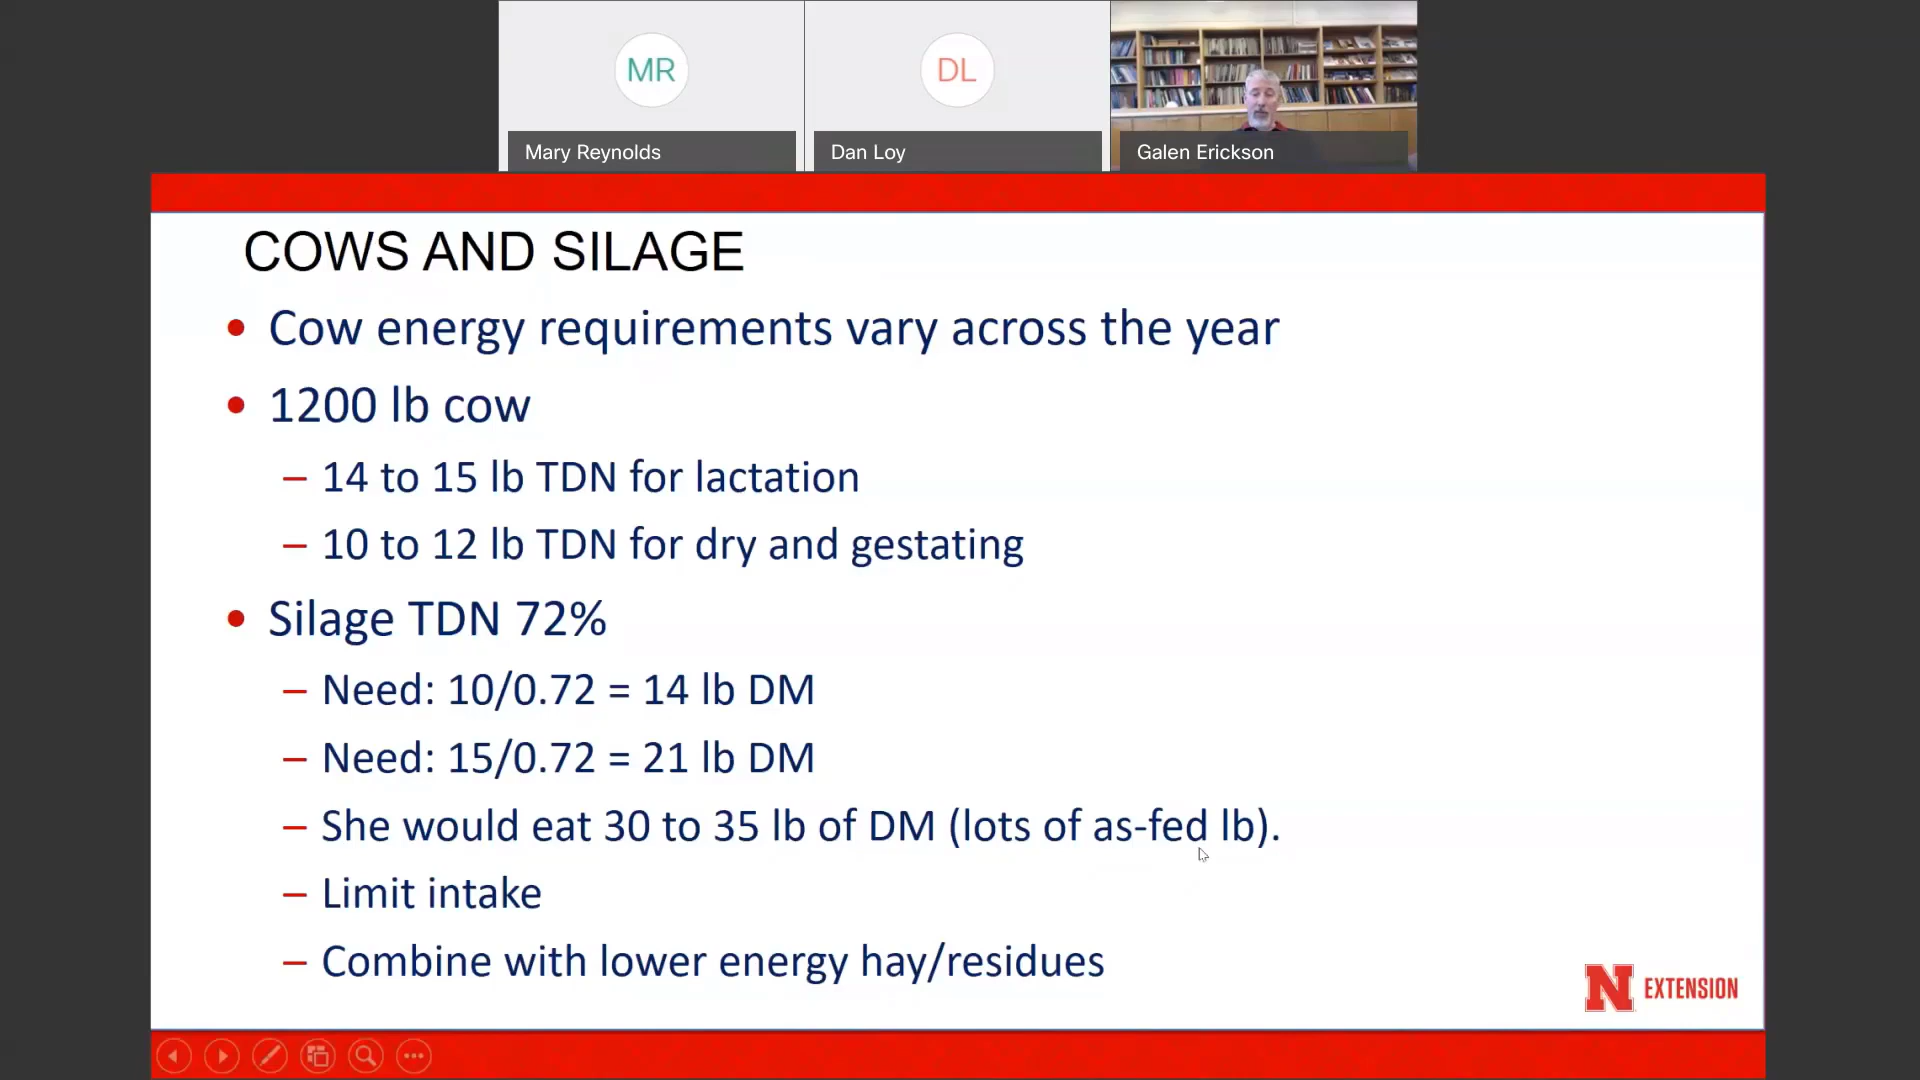 MR
DL
Mary Reynolds
Dan Loy
Galen Erickson
COWS AND SILAGE
• Cow energy requirements vary across the year
• 1200 lb cow
– 14 to 15 lb TDN for lactation
– 10 to 12 lb TDN for dry and gestating
• Silage TDN 72%
– Need: 10/0.72 = 14 lb DM
– Need: 15/0.72 = 21 lb DM
– She would eat 30 to 35 lb of DM (lots of as-fed lb).
– Limit intake
– Combine with lower energy hay/residues
N EXTENSION